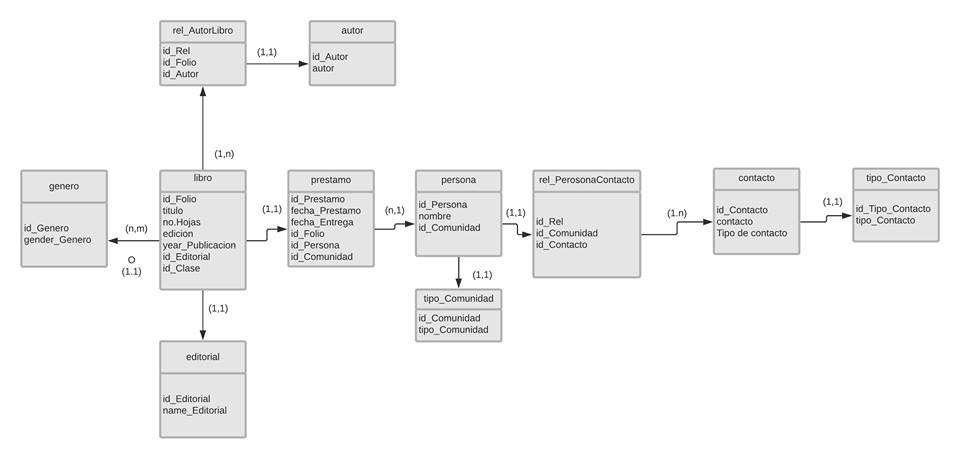 rel_AutorLibro
id_Rel
id_Folio
id_Autor
(1,1)
autor
id_Autor
autor
(1,n)
genero
id_Genero
gender_Genero
(n,m)
O
(1.1)
libro
id_Folio
titulo
no.Hojas
edicion
year_Publicacion
id_Editorial
id_Clase
(1,1)
prestamo
id_Prestamo
fecha_Prestamo
fecha_Entrega
id_Folio
id_Persona
id_Comunidad
(n,1)
persona
id_Persona
nombre
id_Comunidad
(1,1)
rel_PerosonaContacto
id_Rel
id_Comunidad
id_Contacto
(1.n)
contacto
id_Contacto
contacto
Tipo de contacto
(1,1)
tipo_Contacto
id_Tipo_Contacto
tipo_Contacto
(1,1)
tipo_Comunidad
id_Comunidad
tipo_Comunidad
(1,1)
editorial
id_Editorial
name_Editorial